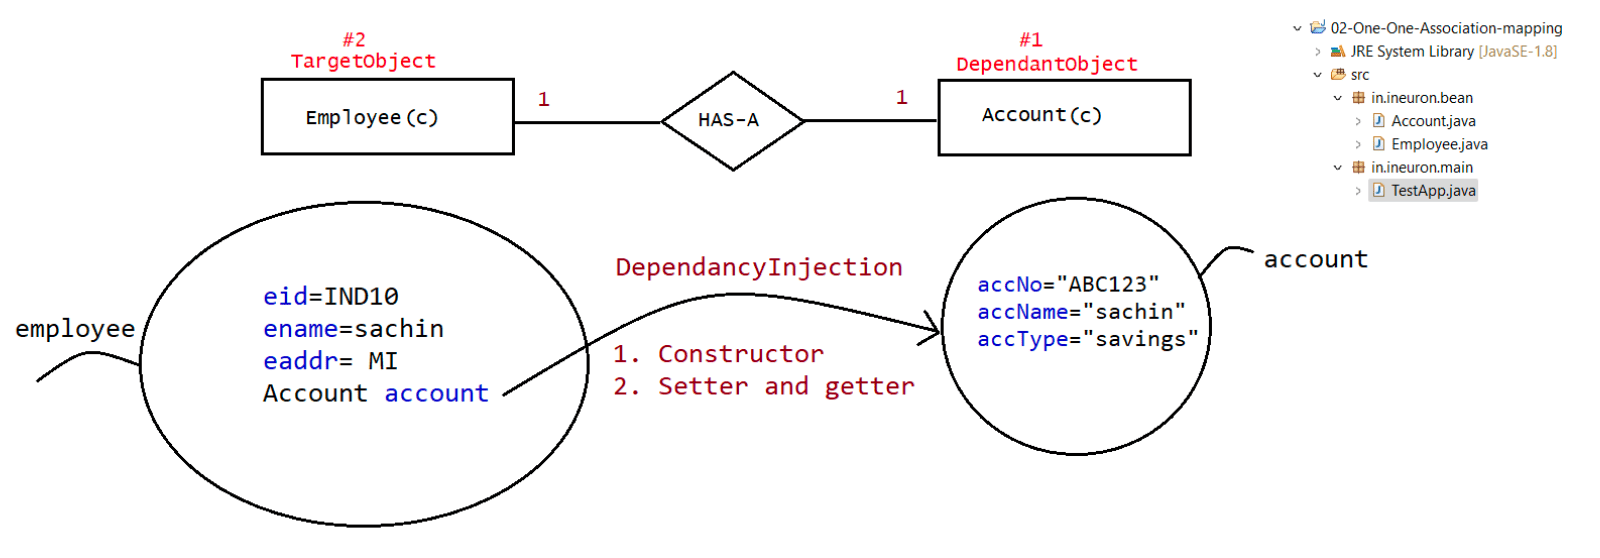 #2
TargetObject
Employee(c)
1
HAS-A
1
#1
DependantObject
Account(c)
02-One-One-Association-mapping
JRE System Library [JavaSE-1.8]
src
in.ineuron.bean
Account.java
Employee.java
in.ineuron.main
TestApp.java
employee
eid=IND10
ename=sachin
eaddr= MI
Account account
DependancyInjection
1. Constructor
2. Setter and getter
accNo="ABC123"
accName="sachin"
accType="savings"
account